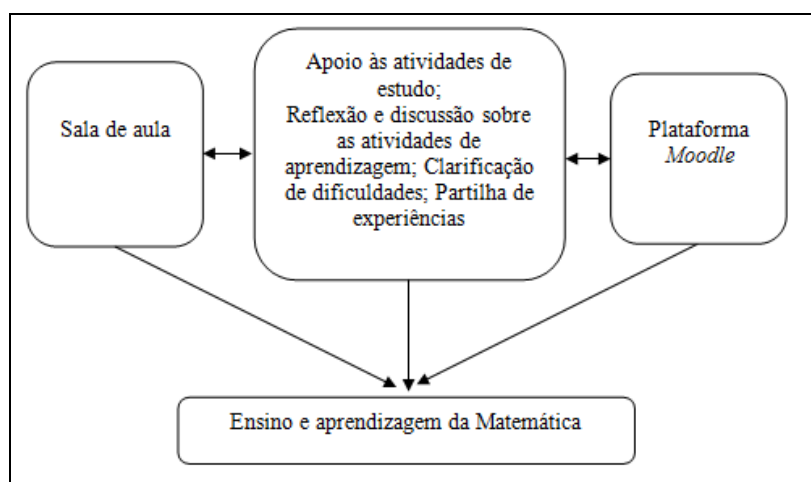 Sala de aula
Apoio às atividades de
estudo;
Reflexão e discussão sobre
as atividades de
aprendizagem; Clarificação
de dificuldades; Partilha de
experiências
Plataforma
Moodle
Ensino e aprendizagem da Matemática